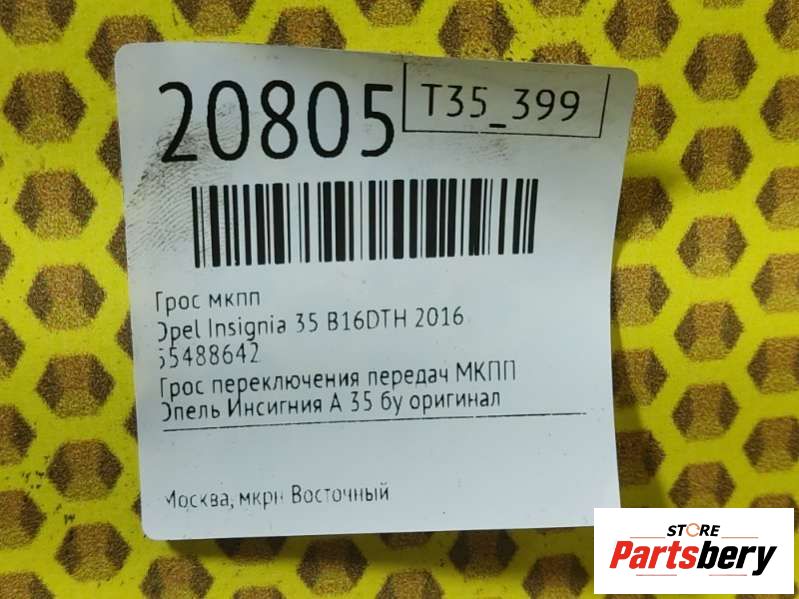 20805
T35_399
Трос мкпп
Opel Insignia 35 B16DTH 2016
55488642
Трос переключения передач МКПП
Опель Инсигния А 35 бу оригинал
Москва, мкрн Восточный
STORE
Partsbery